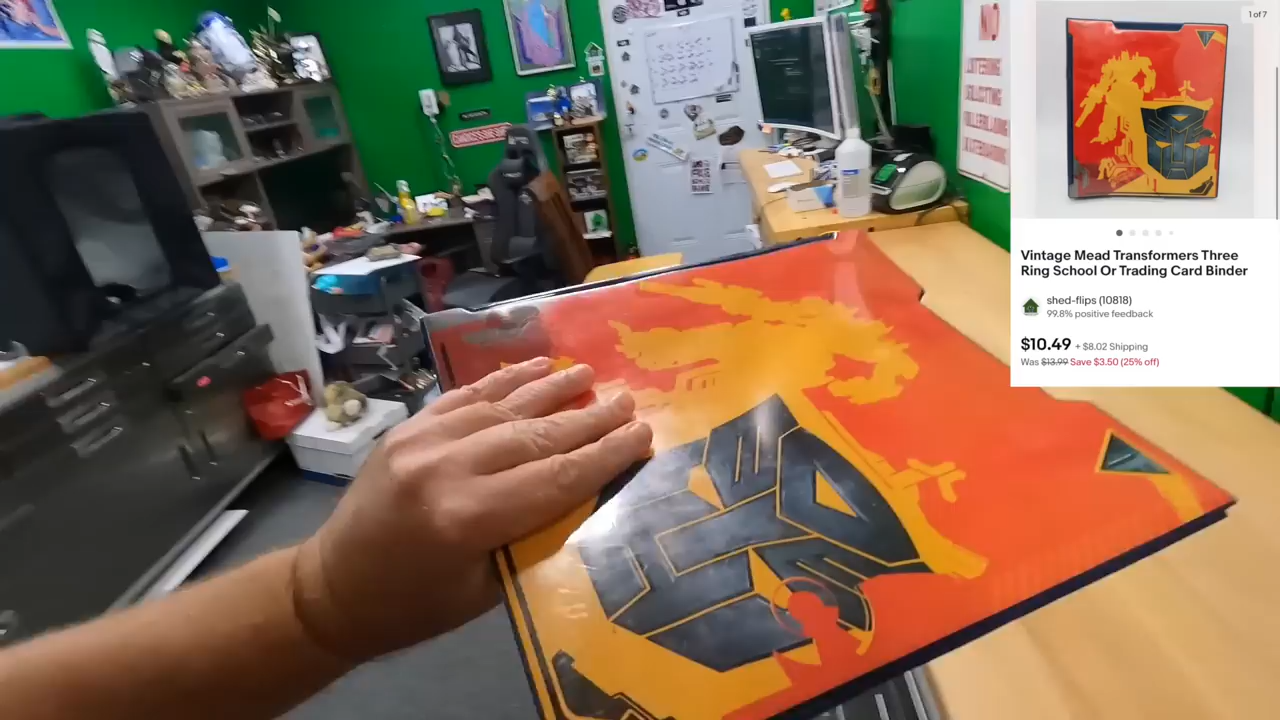 1 of 7
NO
Vintage Mead Transformers Three
Ring School Or Trading Card Binder
shed-flips (10818)
99.8% positive feedback
$10.49 + $8.02 Shipping
Was $13.99 Save $3.50 (25% off)